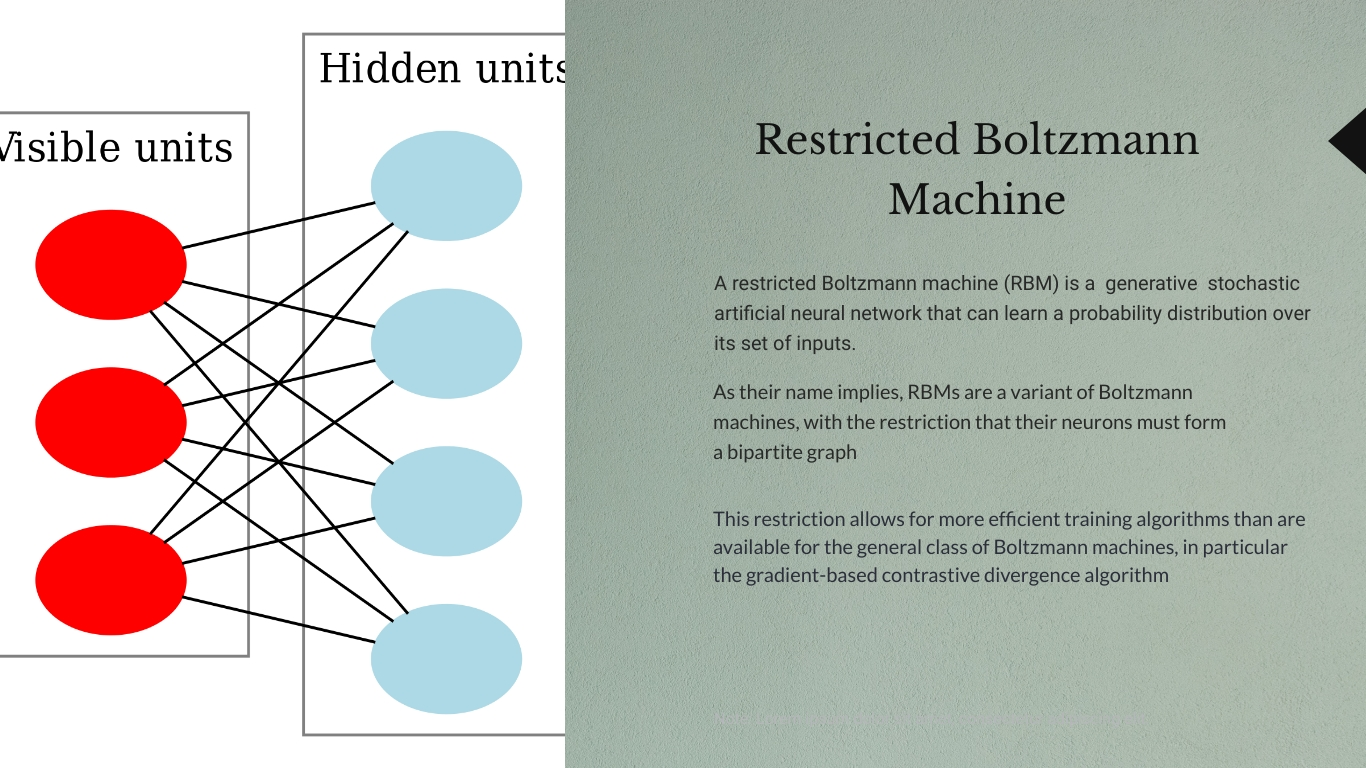 Hidden units
Visible units
Restricted Boltzmann
Machine
A restricted Boltzmann machine (RBM) is a generative stochastic
artificial neural network that can learn a probability distribution over
its set of inputs.
As their name implies, RBMs are a variant of Boltzmann
machines, with the restriction that their neurons must form
a bipartite graph
This restriction allows for more efficient training algorithms than are
available for the general class of Boltzmann machines, in particular
the gradient-based contrastive divergence algorithm